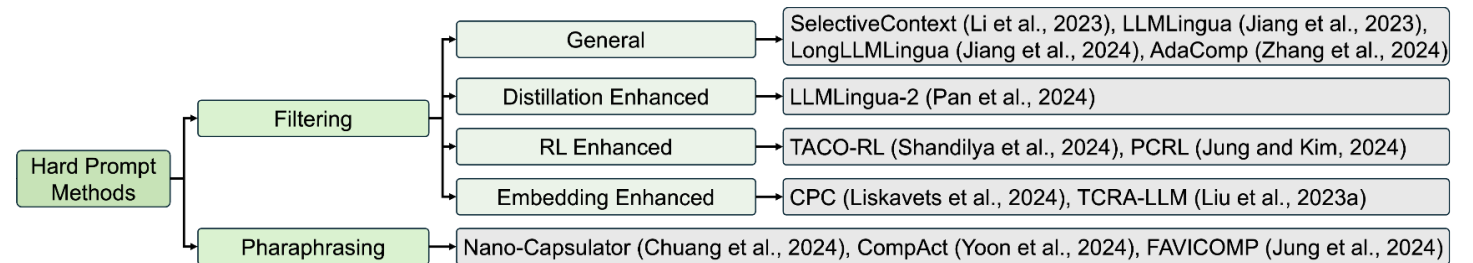 Hard Prompt
Methods
Filtering
General
SelectiveContext (Li et al., 2023), LLMLingua (Jiang et al., 2023),
LongLLMLingua (Jiang et al., 2024), AdaComp (Zhang et al., 2024)
Distillation Enhanced
LLMLingua-2 (Pan et al., 2024)
RL Enhanced
TACO-RL (Shandilya et al., 2024), PCRL (Jung and Kim, 2024)
Embedding Enhanced
CPC (Liskavets et al., 2024), TCRA-LLM (Liu et al., 2023a)
Pharaphrasing
Nano-Capsulator (Chuang et al., 2024), CompAct (Yoon et al., 2024), FAVICOMP (Jung et al., 2024)